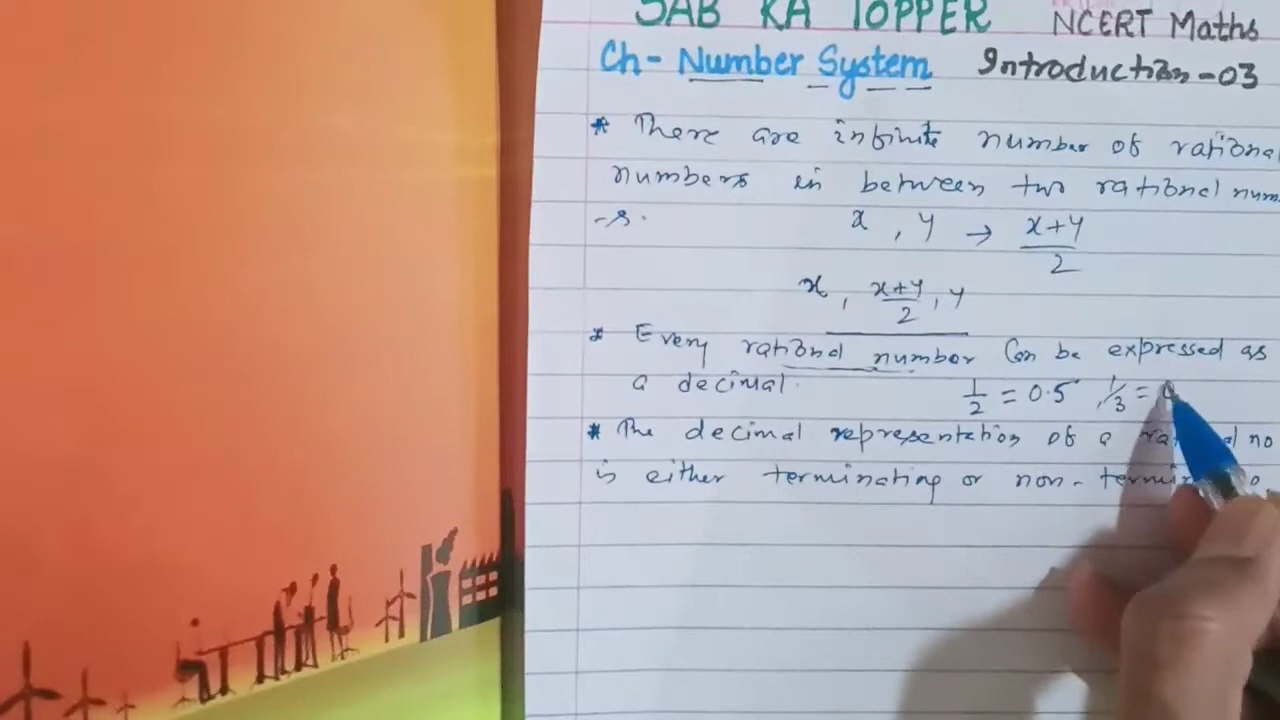 SAB KA TOPPER NCERT Maths
Ch- Number System Introduction-03
* There are infinite number of rational
numbers in between two rational num
-s. x, y → x+y/2
x, x+y/2, y
* Every rational number Can be expressed as
a decimal. 1/2 = 0.5, 1/3 = 0
* The decimal representation of a no
is either terminating or non-